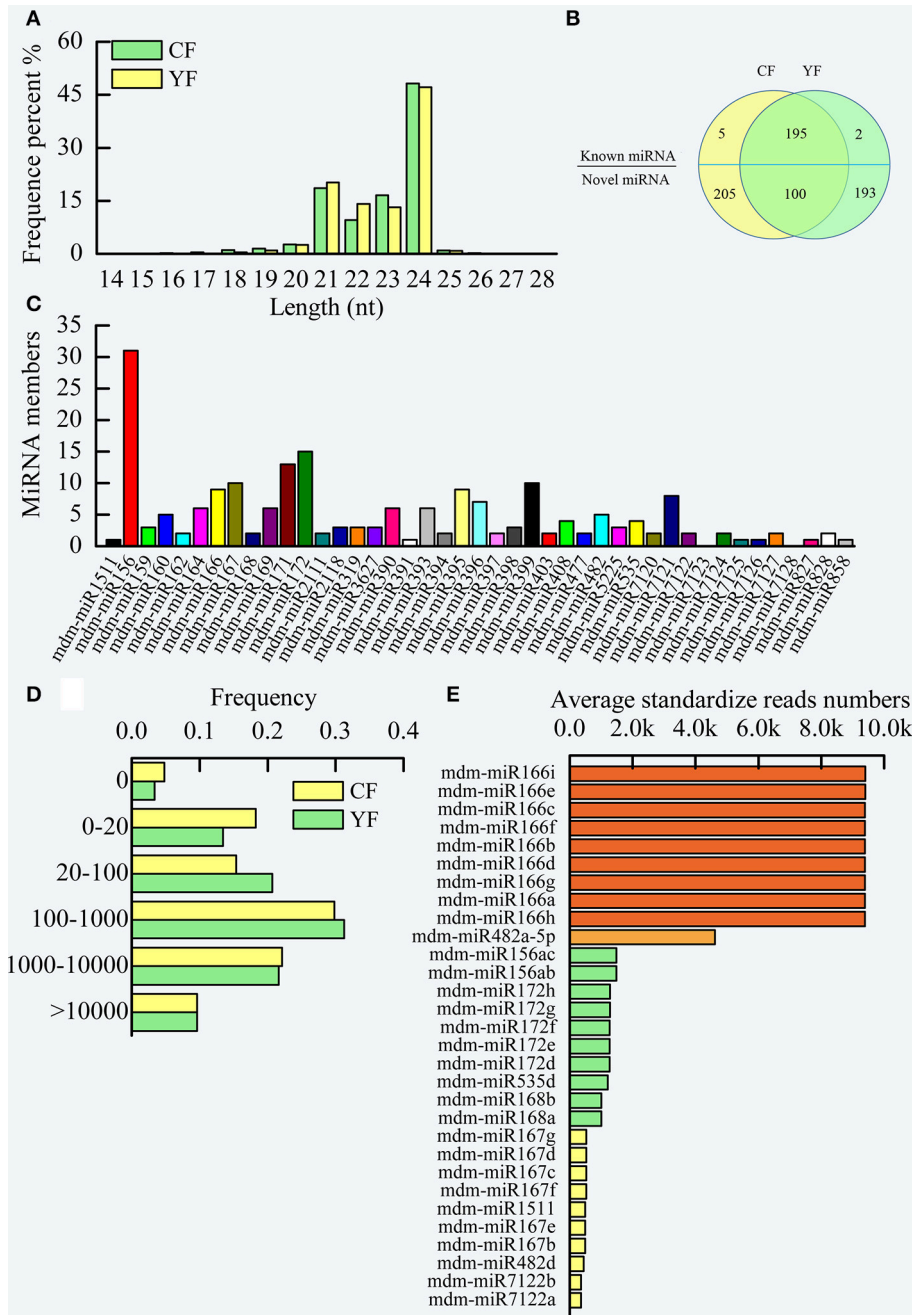 A
Frequence percent %
60
45
30
15
0
CF
YF
14 15 16 17 18 19 20 21 22 23 24 25 26 27 28
Length (nt)
B
CF YF
Known miRNA
Novel miRNA
5 195 2
205 100 193
C
MiRNA members
35
30
25
20
15
10
5
0
mdm-miR1511
mdm-miR156
mdm-miR159
mdm-miR160
mdm-miR162
mdm-miR164
mdm-miR166
mdm-miR167
mdm-miR168
mdm-miR169
mdm-miR171
mdm-miR172
mdm-miR2111
mdm-miR2118
mdm-miR319
mdm-miR3627
mdm-miR390
mdm-miR391
mdm-miR393
mdm-miR394
mdm-miR395
mdm-miR396
mdm-miR397
mdm-miR398
mdm-miR399
mdm-miR403
mdm-miR408
mdm-miR477
mdm-miR482
mdm-miR5225
mdm-miR535
mdm-miR7120
mdm-miR7121
mdm-miR7122
mdm-miR7123
mdm-miR7124
mdm-miR7125
mdm-miR7126
mdm-miR7127
mdm-miR7128
mdm-miR827
mdm-miR828
mdm-miR858
D
Frequency
0.0 0.1 0.2 0.3 0.4
0
0-20
20-100
100-1000
1000-10000
>10000
CF
YF
E
Average standardize reads numbers
0.0 2.0k 4.0k 6.0k 8.0k 10.0k
mdm-miR166i
mdm-miR166e
mdm-miR166c
mdm-miR166f
mdm-miR166b
mdm-miR166d
mdm-miR166g
mdm-miR166a
mdm-miR166h
mdm-miR482a-5p
mdm-miR156ac
mdm-miR156ab
mdm-miR172h
mdm-miR172g
mdm-miR172f
mdm-miR172e
mdm-miR172d
mdm-miR535d
mdm-miR168b
mdm-miR168a
mdm-miR167g
mdm-miR167d
mdm-miR167c
mdm-miR167f
mdm-miR1511
mdm-miR167e
mdm-miR167b
mdm-miR482d
mdm-miR7122b
mdm-miR7122a